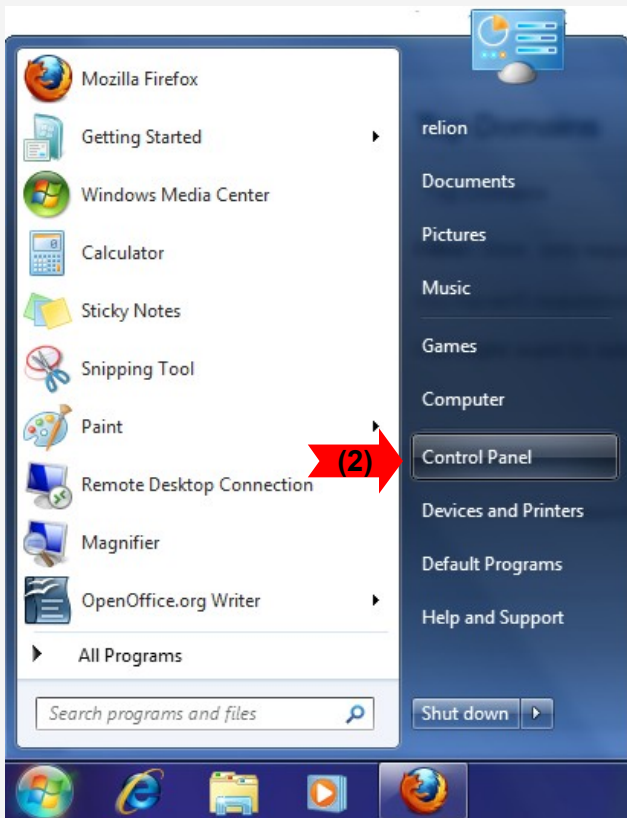 Mozilla Firefox
Getting Started
Windows Media Center
Calculator
Sticky Notes
Snipping Tool
Paint
Remote Desktop Connection
Magnifier
OpenOffice.org Writer
All Programs
Search programs and files
relion
Documents
Pictures
Music
Games
Computer
(2)
Control Panel
Devices and Printers
Default Programs
Help and Support
Shut down